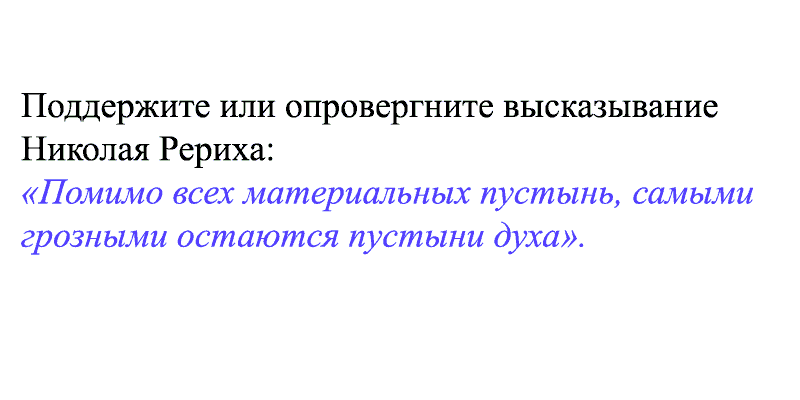 Поддержите или опровергните высказывание
Николая Рериха:
«Помимо всех материальных пустынь, самыми
грозными остаются пустыни духа».